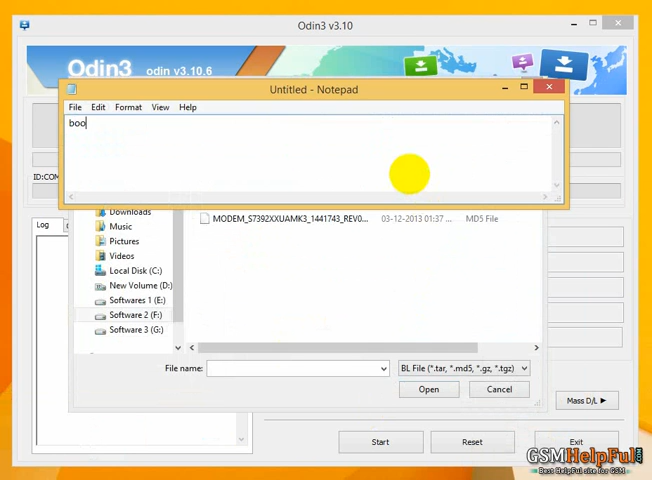 Odin3 v3.10
Odin3 odin v3.10.6
Untitled - Notepad
File Edit Format View Help
boo
ID:COM
Log
Downloads
Music
Pictures
Videos
Local Disk (C:)
New Volume (D:)
Softwares 1 (E:)
Software 2 (F:)
Software 3 (G:)
MODEM_S7392XXUAMK3_1441743_REV0... 03-12-2013 01:37 ... MD5 File
File name: BL File (*.tar, *.md5, *.gz, *.tgz)
Open Cancel
Mass D/L ▶
Start Reset Exit
GSMHelpFul.COM
Best HelpFul site for GSM